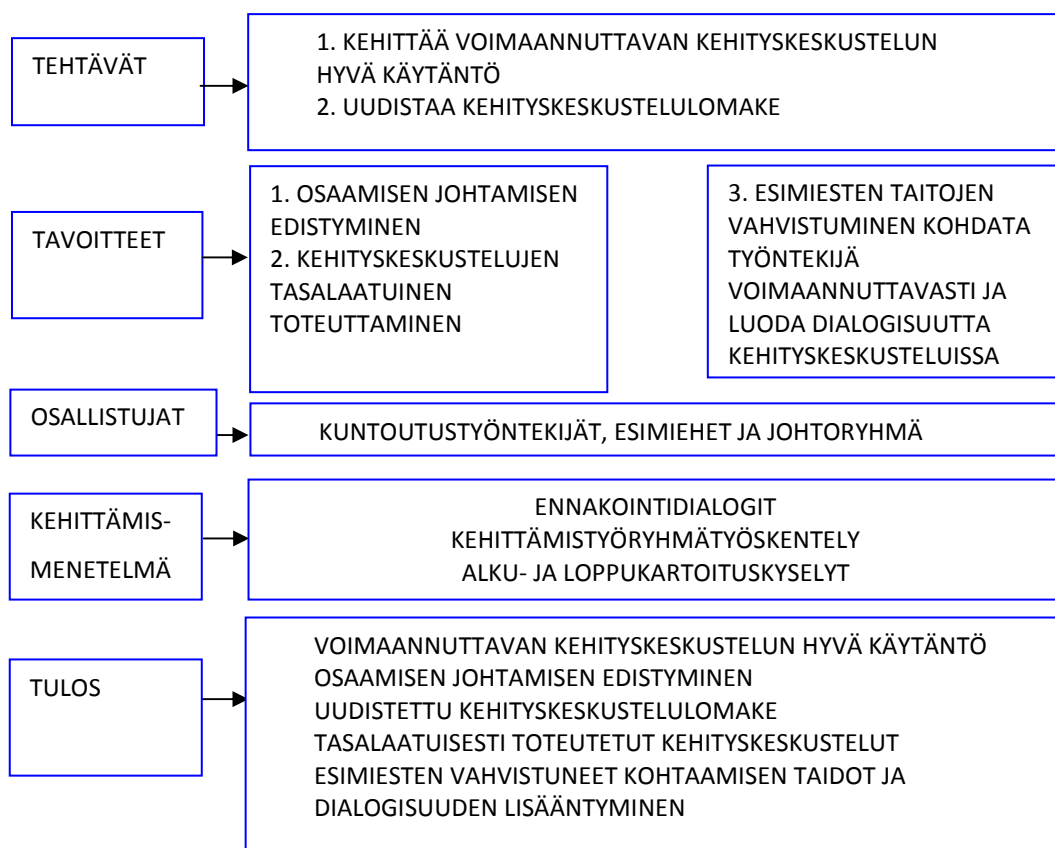 TEHTÄVÄT
1. KEHITTÄÄ VOIMAANNUTTAVAN KEHITYSKESKUSTELUN
HYVÄ KÄYTÄNTÖ
2. UUDISTAA KEHITYSKESKUSTELULOMAKE
TAVOITTEET
1. OSAAMISEN JOHTAMISEN
EDISTYMINEN
2. KEHITYSKESKUSTELUJEN
TASALAATUINEN
TOTEUTTAMINEN
3. ESIMIESTEN TAITOJEN
VAHVISTUMINEN KOHDATA
TYÖNTEKIJÄ
VOIMAANNUTTAVASTI JA
LUODA DIALOGISUUTTA
KEHITYSKESKUSTELUISSA
OSALLISTUJAT
KUNTOUTUSTYÖNTEKIJÄT, ESIMIEHET JA JOHTORYHMÄ
KEHITTÄMIS-
MENETELMÄ
ENNAKOINTIDIALOGIT
KEHITTÄMISTYÖRYHMÄTYÖSKENTELY
ALKU- JA LOPPUKARTOITUSKYSELYT
TULOS
VOIMAANNUTTAVAN KEHITYSKESKUSTELUN HYVÄ KÄYTÄNTÖ
OSAAMISEN JOHTAMISEN EDISTYMINEN
UUDISTETTU KEHITYSKESKUSTELULOMAKE
TASALAATUISESTI TOTEUTETUT KEHITYSKESKUSTELUT
ESIMIESTEN VAHVISTUNEET KOHTAAMISEN TAIDOT JA
DIALOGISUUDEN LISÄÄNTYMINEN